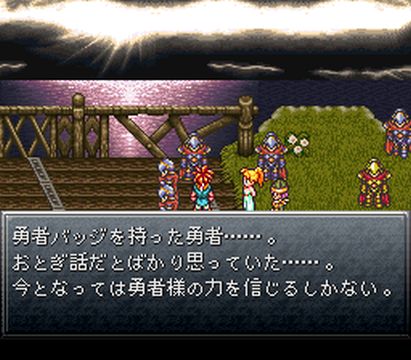 勇者バッジを持った勇者……。
おとぎ話だとばかり思っていた……。
今となっては勇者様の力を信じるしかない。